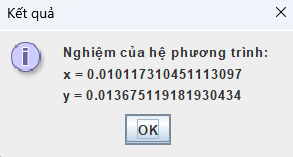 Kết quả
Nghiệm của hệ phương trình:
x = 0.010117310451113097
y = 0.013675119181930434
OK